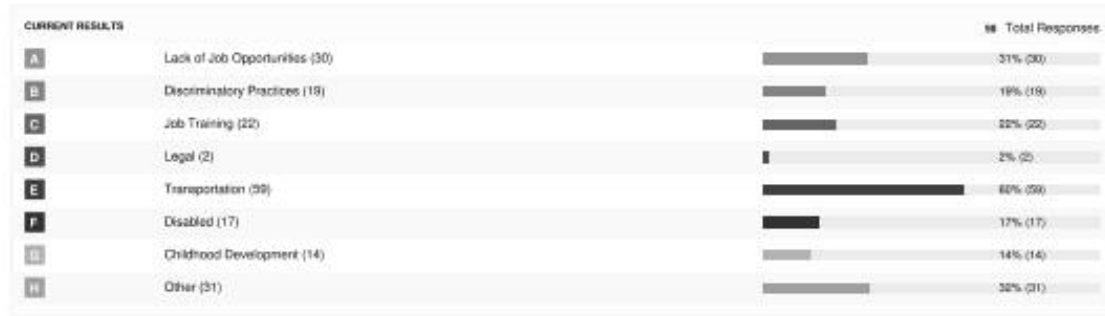 CURRENT RESULTS 98 Total Responses
A Lack of Job Opportunities (30) 31% (30)
B Discriminatory Practices (19) 19% (19)
C Job Training (22) 22% (22)
D Legal (2) 2% (2)
E Transportation (59) 60% (59)
F Disabled (17) 17% (17)
G Childhood Development (14) 14% (14)
H Other (31) 32% (31)